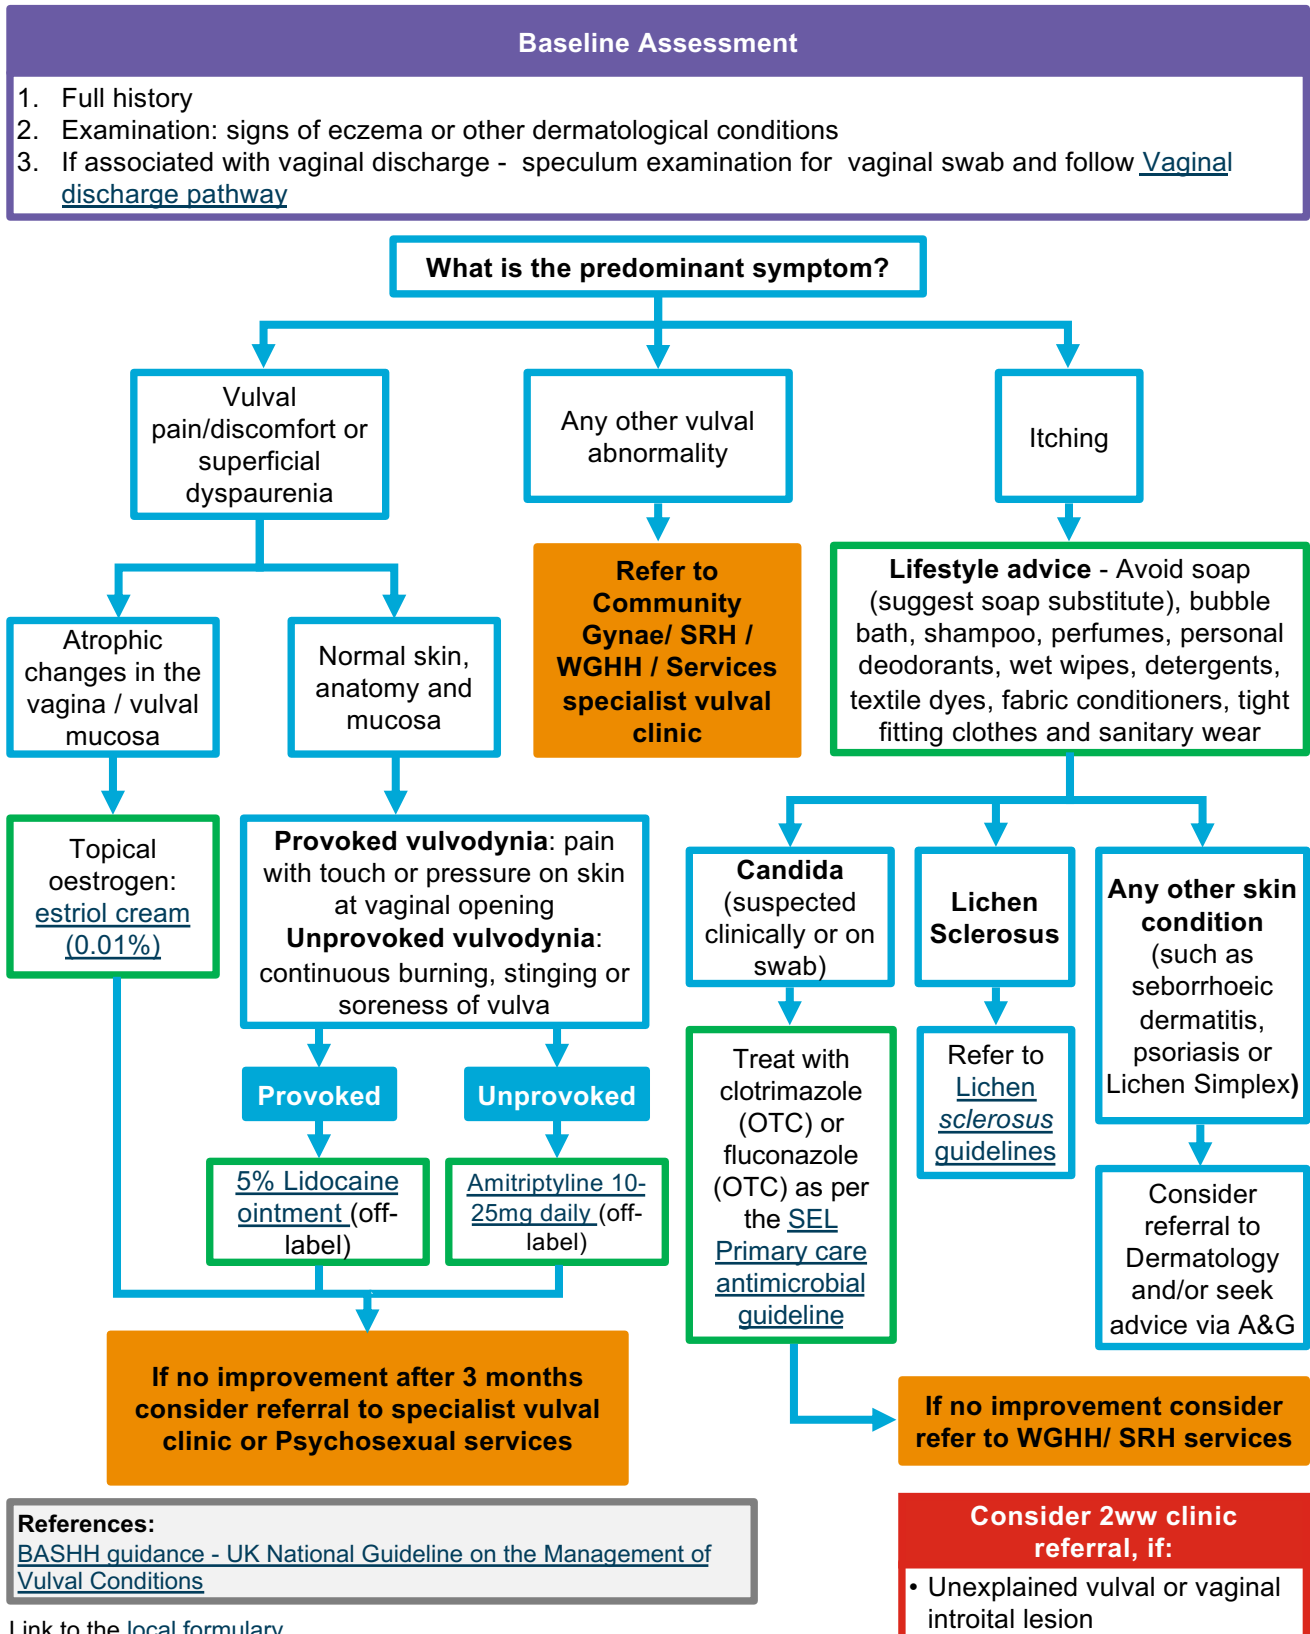 Baseline Assessment
1. Full history
2. Examination: signs of eczema or other dermatological conditions
3. If associated with vaginal discharge - speculum examination for vaginal swab and follow Vaginal
discharge pathway
What is the predominant symptom?
Vulval
pain/discomfort or
superficial
dyspaurenia
Any other vulval
abnormality
Itching
Refer to
Community
Gynae/ SRH /
WGHH / Services
specialist vulval
clinic
Lifestyle advice - Avoid soap
(suggest soap substitute), bubble
bath, shampoo, perfumes, personal
deodorants, wet wipes, detergents,
textile dyes, fabric conditioners, tight
fitting clothes and sanitary wear
Atrophic
changes in the
vagina / vulval
mucosa
Normal skin,
anatomy and
mucosa
Topical
oestrogen:
estriol cream
(0.01%)
Provoked vulvodynia: pain
with touch or pressure on skin
at vaginal opening
Unprovoked vulvodynia:
continuous burning, stinging or
soreness of vulva
Candida
(suspected
clinically or on
swab)
Lichen
Sclerosus
Any other skin
condition
(such as
seborrhoeic
dermatitis,
psoriasis or
Lichen Simplex)
Provoked
Unprovoked
5% Lidocaine
ointment (off-
label)
Amitriptyline 10-
25mg daily (off-
label)
Treat with
clotrimazole
(OTC) or
fluconazole
(OTC) as per
the SEL
Primary care
antimicrobial
guideline
Refer to
Lichen
sclerosus
guidelines
Consider
referral to
Dermatology
and/or seek
advice via A&G
If no improvement after 3 months
consider referral to specialist vulval
clinic or Psychosexual services
If no improvement consider
refer to WGHH/ SRH services
References:
BASHH guidance - UK National Guideline on the Management of
Vulval Conditions
Link to the local formulary
Consider 2ww clinic
referral, if:
• Unexplained vulval or vaginal
introital lesion